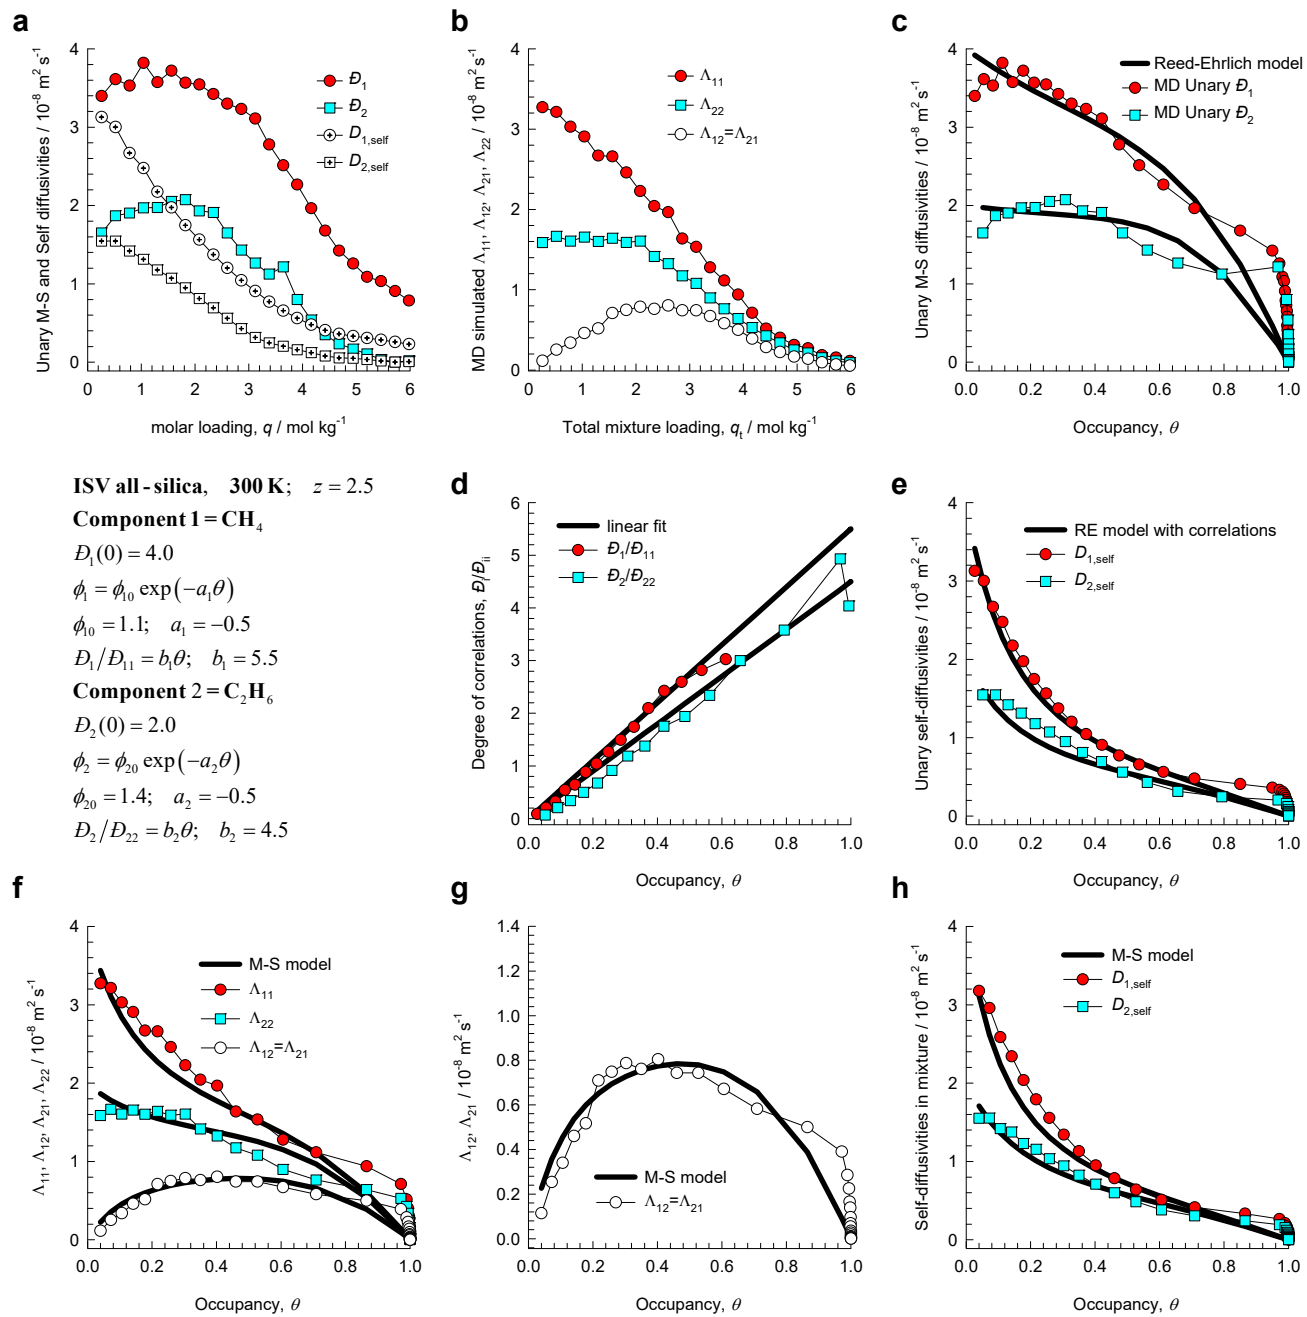 a
Unary M-S and Self diffusivities / 10⁻⁸ m² s⁻¹
4
3
2
1
0
0 1 2 3 4 5 6
molar loading, q / mol kg⁻¹
Đ₁
Đ₂
D₁,self
D₂,self
b
MD simulated Λ₁₁, Λ₁₂, Λ₂₁, Λ₂₂ / 10⁻⁸ m² s⁻¹
4
3
2
1
0
0 1 2 3 4 5 6
Total mixture loading, qₜ / mol kg⁻¹
Λ₁₁
Λ₂₂
Λ₁₂=Λ₂₁
c
Unary M-S diffusivities / 10⁻⁸ m² s⁻¹
4
3
2
1
0
0.0 0.2 0.4 0.6 0.8 1.0
Occupancy, θ
Reed-Ehrlich model
MD Unary Đ₁
MD Unary Đ₂
ISV all-silica, 300 K; z = 2.5
Component 1 = CH₄
Đ₁(0) = 4.0
ϕ₁ = ϕ₁₀ exp(−a₁θ)
ϕ₁₀ = 1.1; a₁ = −0.5
Đ₁/Đ₁₁ = b₁θ; b₁ = 5.5
Component 2 = C₂H₆
Đ₂(0) = 2.0
ϕ₂ = ϕ₂₀ exp(−a₂θ)
ϕ₂₀ = 1.4; a₂ = −0.5
Đ₂/Đ₂₂ = b₂θ; b₂ = 4.5
d
Degree of correlations, Đᵢ/Đᵢᵢ
6
5
4
3
2
1
0
0.0 0.2 0.4 0.6 0.8 1.0
Occupancy, θ
linear fit
Đ₁/Đ₁₁
Đ₂/Đ₂₂
e
Unary self-diffusivities / 10⁻⁸ m² s⁻¹
4
3
2
1
0
0.0 0.2 0.4 0.6 0.8 1.0
Occupancy, θ
RE model with correlations
D₁,self
D₂,self
f
Λ₁₁, Λ₁₂, Λ₂₁, Λ₂₂ / 10⁻⁸ m² s⁻¹
4
3
2
1
0
0.0 0.2 0.4 0.6 0.8 1.0
Occupancy, θ
M-S model
Λ₁₁
Λ₂₂
Λ₁₂=Λ₂₁
g
Λ₁₂, Λ₂₁ / 10⁻⁸ m² s⁻¹
1.4
1.2
1.0
0.8
0.6
0.4
0.2
0.0
0.0 0.2 0.4 0.6 0.8 1.0
Occupancy, θ
M-S model
Λ₁₂=Λ₂₁
h
Self-diffusivities in mixture / 10⁻⁸ m² s⁻¹
4
3
2
1
0
0.0 0.2 0.4 0.6 0.8 1.0
Occupancy, θ
M-S model
D₁,self
D₂,self